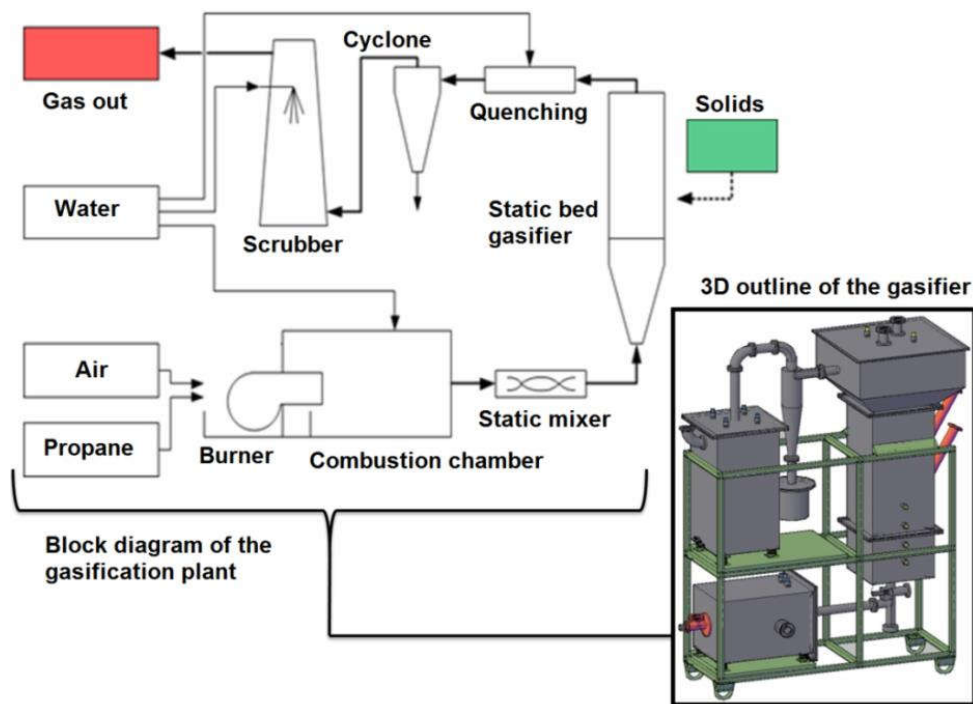 Cyclone
Solids
Gas out
Quenching
Water
Static bed
gasifier
Scrubber
3D outline of the gasifier
Air
Static mixer
Propane
Burner
Combustion chamber
Block diagram of the
gasification plant